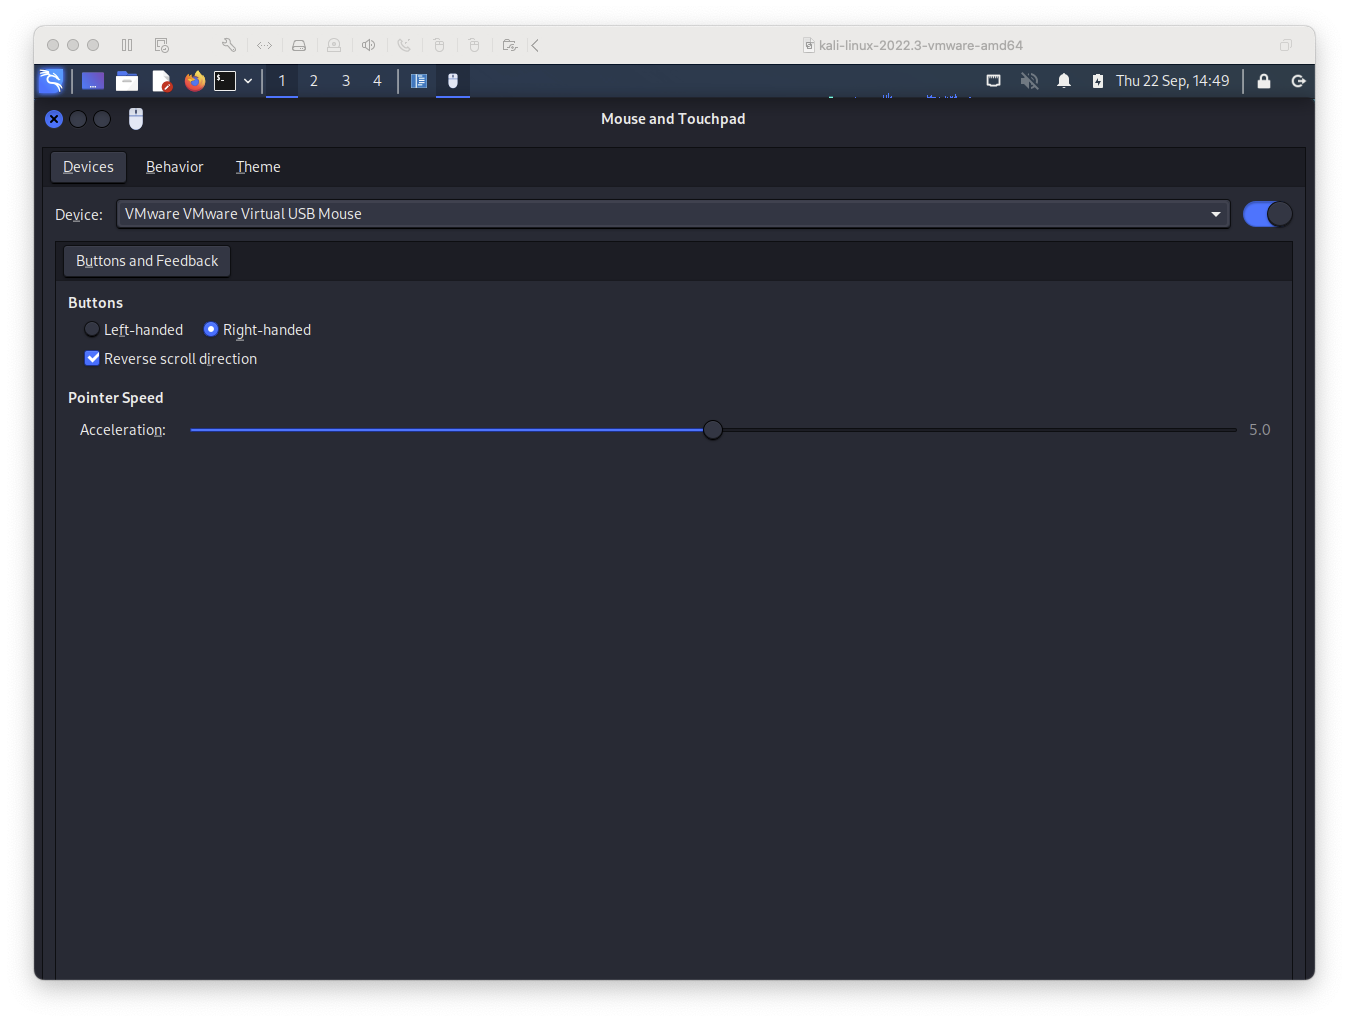 kali-linux-2022.3-vmware-amd64
1 2 3 4 Thu 22 Sep, 14:49
Mouse and Touchpad
Devices Behavior Theme
Device: VMware VMware Virtual USB Mouse
Buttons and Feedback
Buttons
Left-handed Right-handed
Reverse scroll direction
Pointer Speed
Acceleration: 5.0